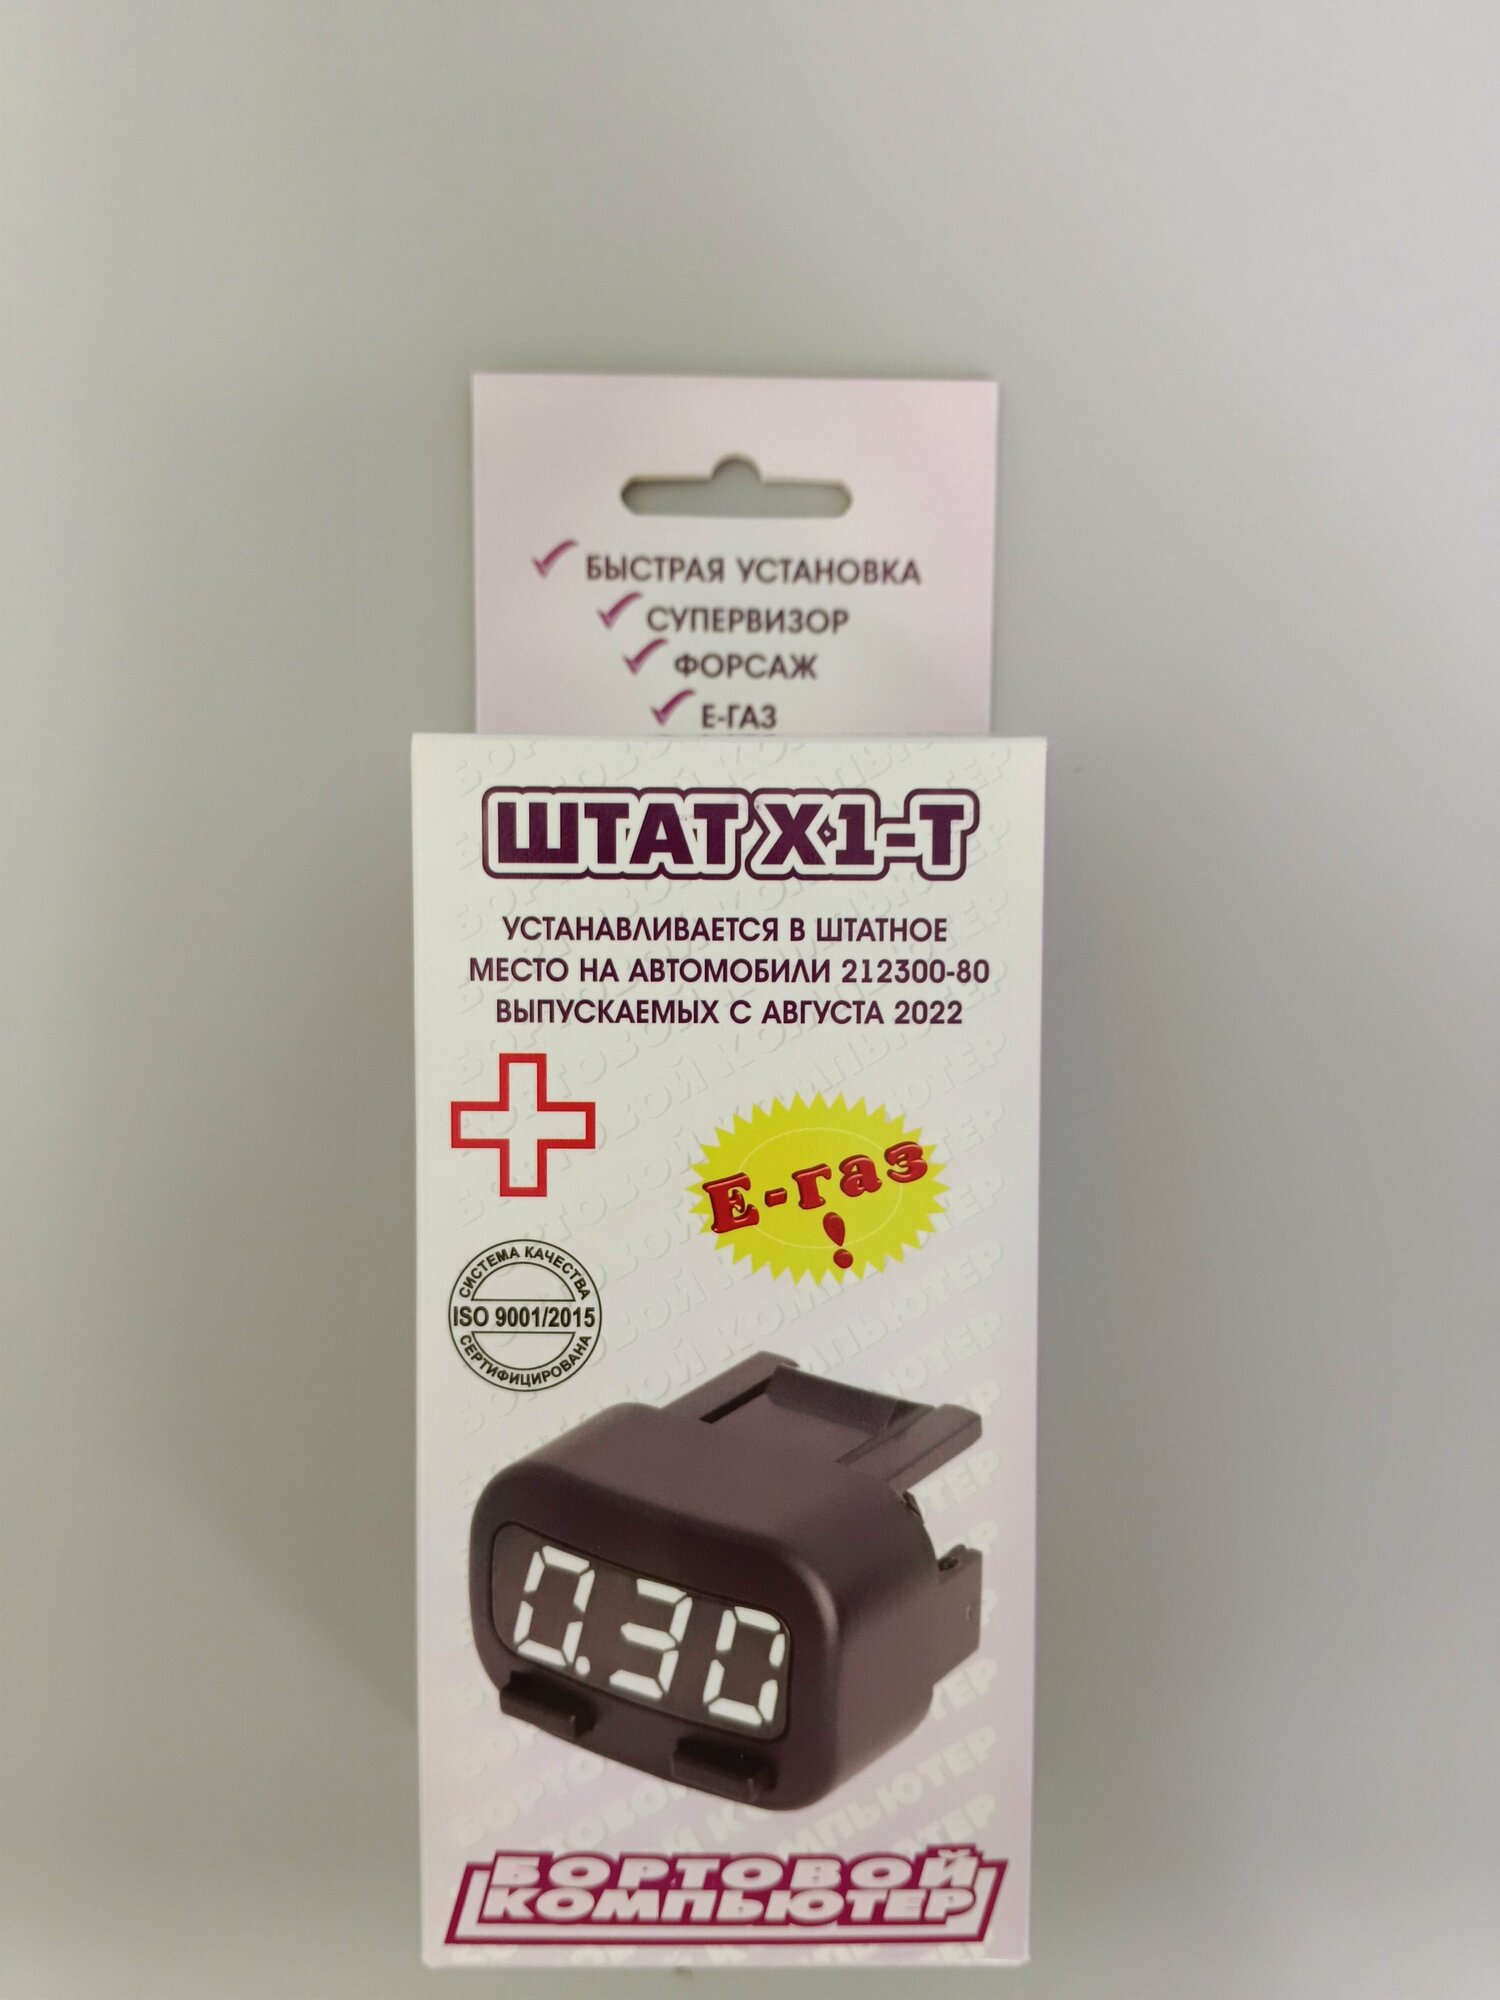 БЫСТРАЯ УСТАНОВКА
СУПЕРВИЗОР
ФОРСАЖ
Е-ГАЗ
ШТАТ Х1-Т
УСТАНАВЛИВАЕТСЯ В ШТАТНОЕ
МЕСТО НА АВТОМОБИЛИ 212300-80
ВЫПУСКАЕМЫХ С АВГУСТА 2022
Е-газ
!
СИСТЕМА КАЧЕСТВА
ISO 9001/2015
СЕРТИФИЦИРОВАНА
0.30
БОРТОВОЙ
КОМПЬЮТЕР